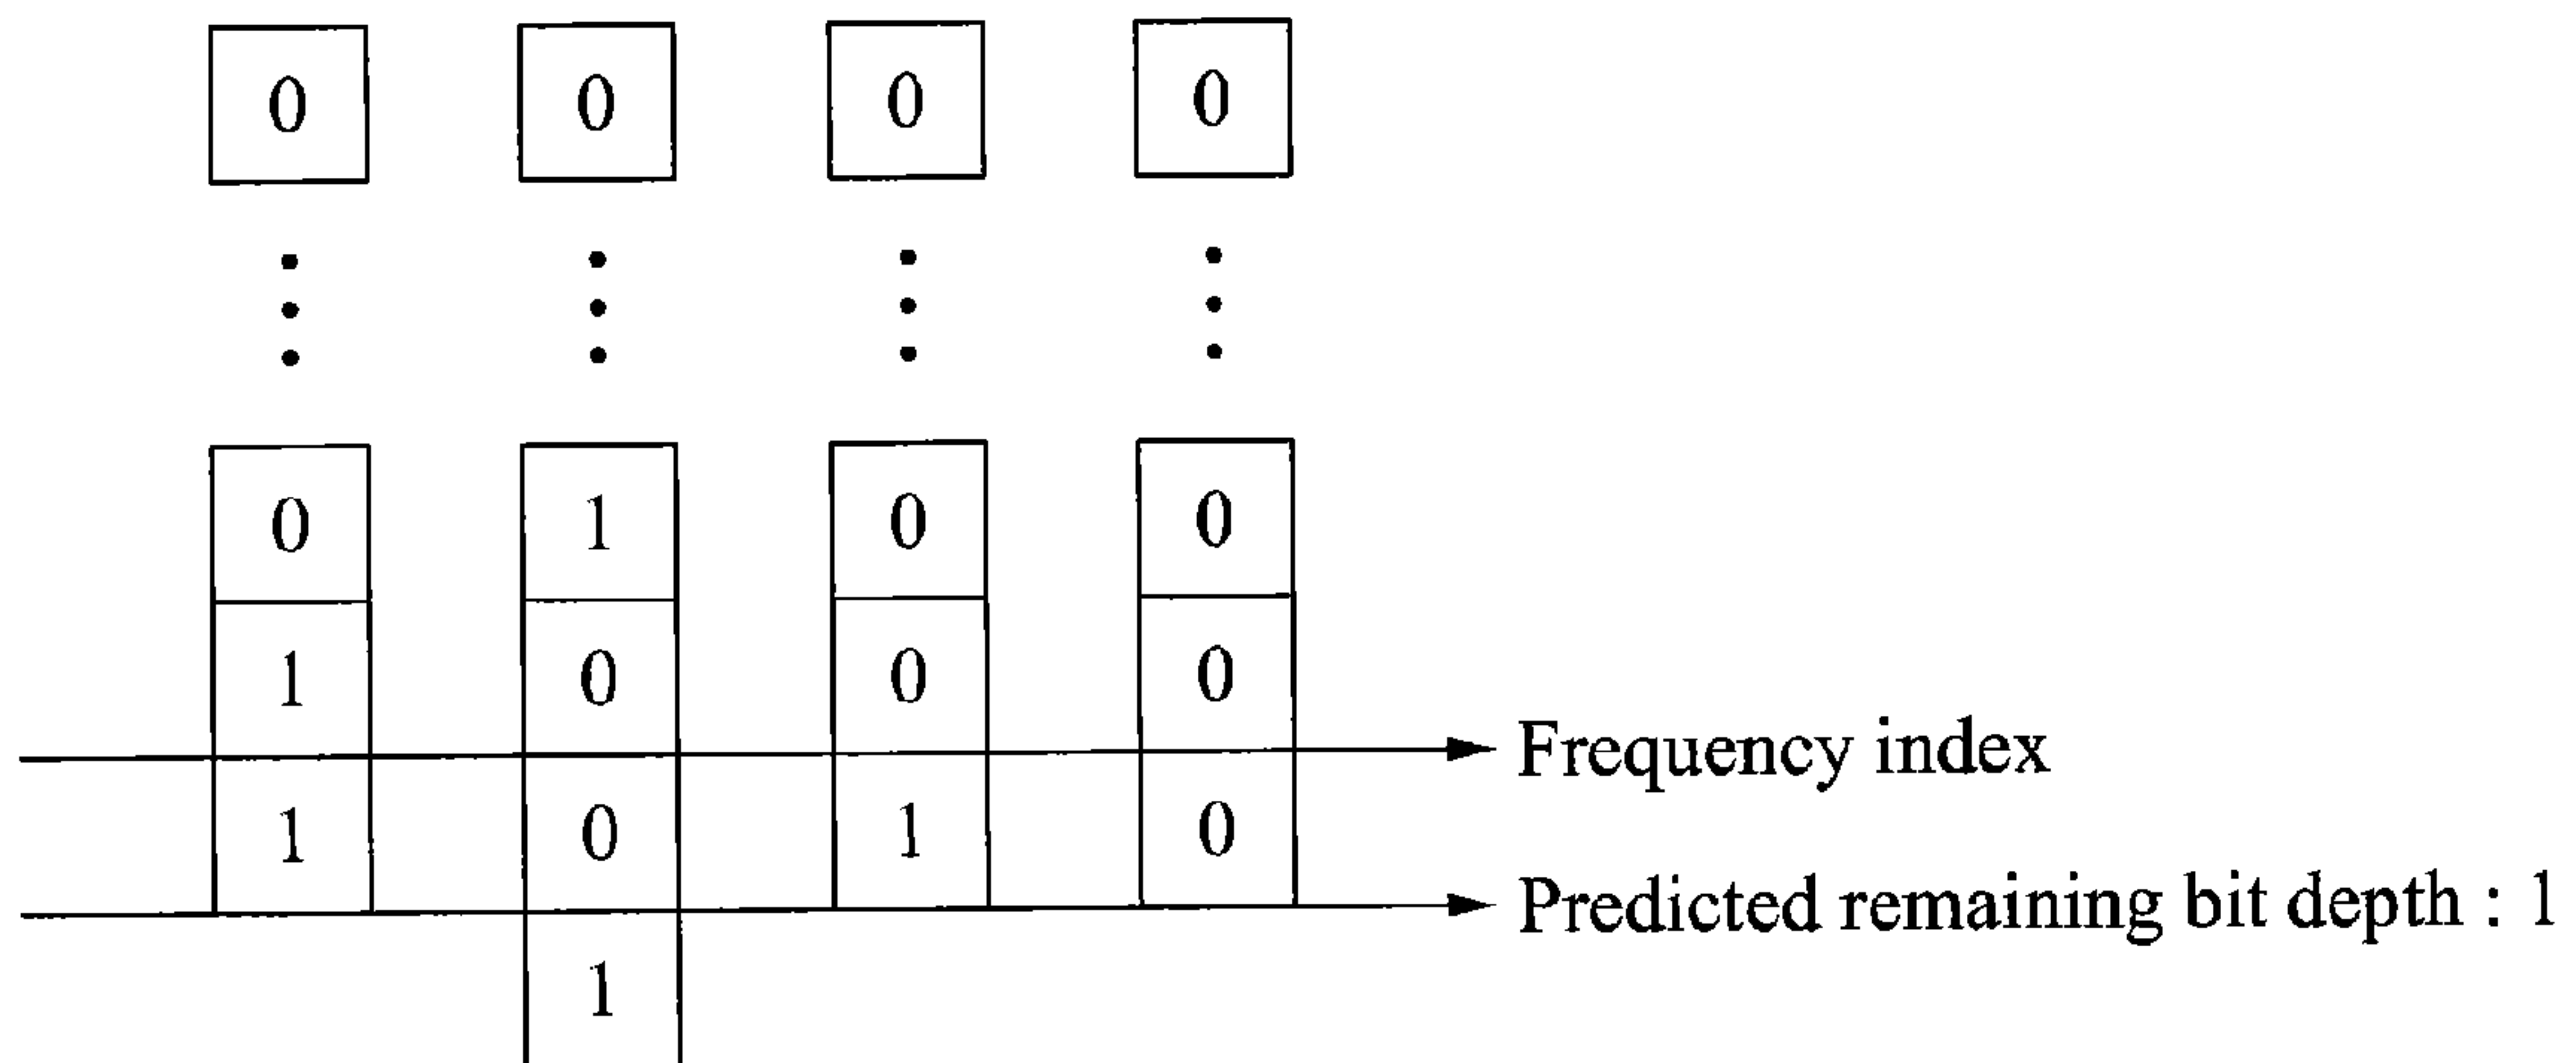 0 0 0 0
0 1 0 0
1 0 0 0
Frequency index
1 0 1 0
Predicted remaining bit depth : 1
1